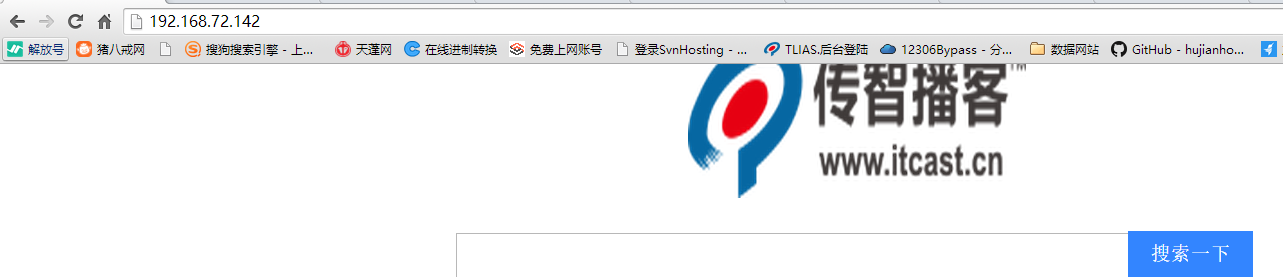 192.168.72.142
解放号 猪八戒网 搜狗搜索引擎 - 上... 天蓬网 在线进制转换 免费上网账号 登录SvnHosting - ... TLIAS.后台登陆 12306Bypass - 分... 数据网站 GitHub - hujianho...
传智播客™
www.itcast.cn
搜索一下